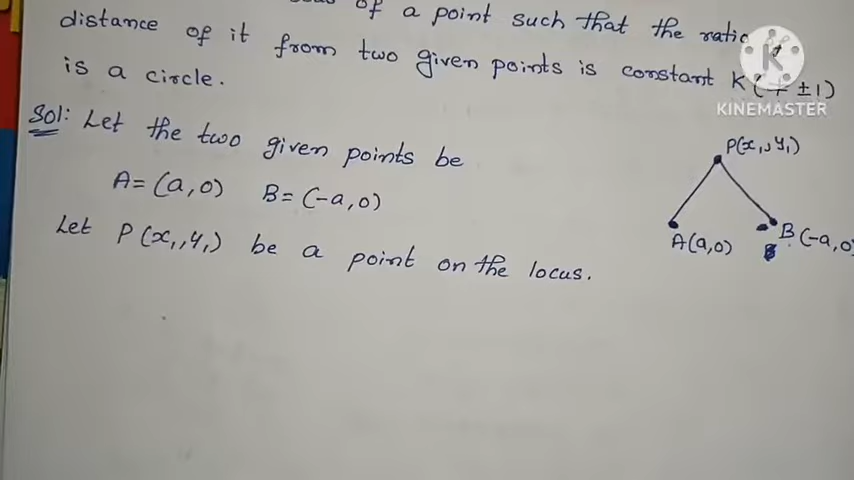 of a point such that the ratio
distance of it from two given points is constant K (≠ ±1)
is a circle.
KINEMASTER
Sol: Let the two given points be
A = (a, 0) B = (-a, 0)
Let P(x₁, y₁) be a point on the locus.
P(x₁, y₁)
A(a,0)
B(-a,0)